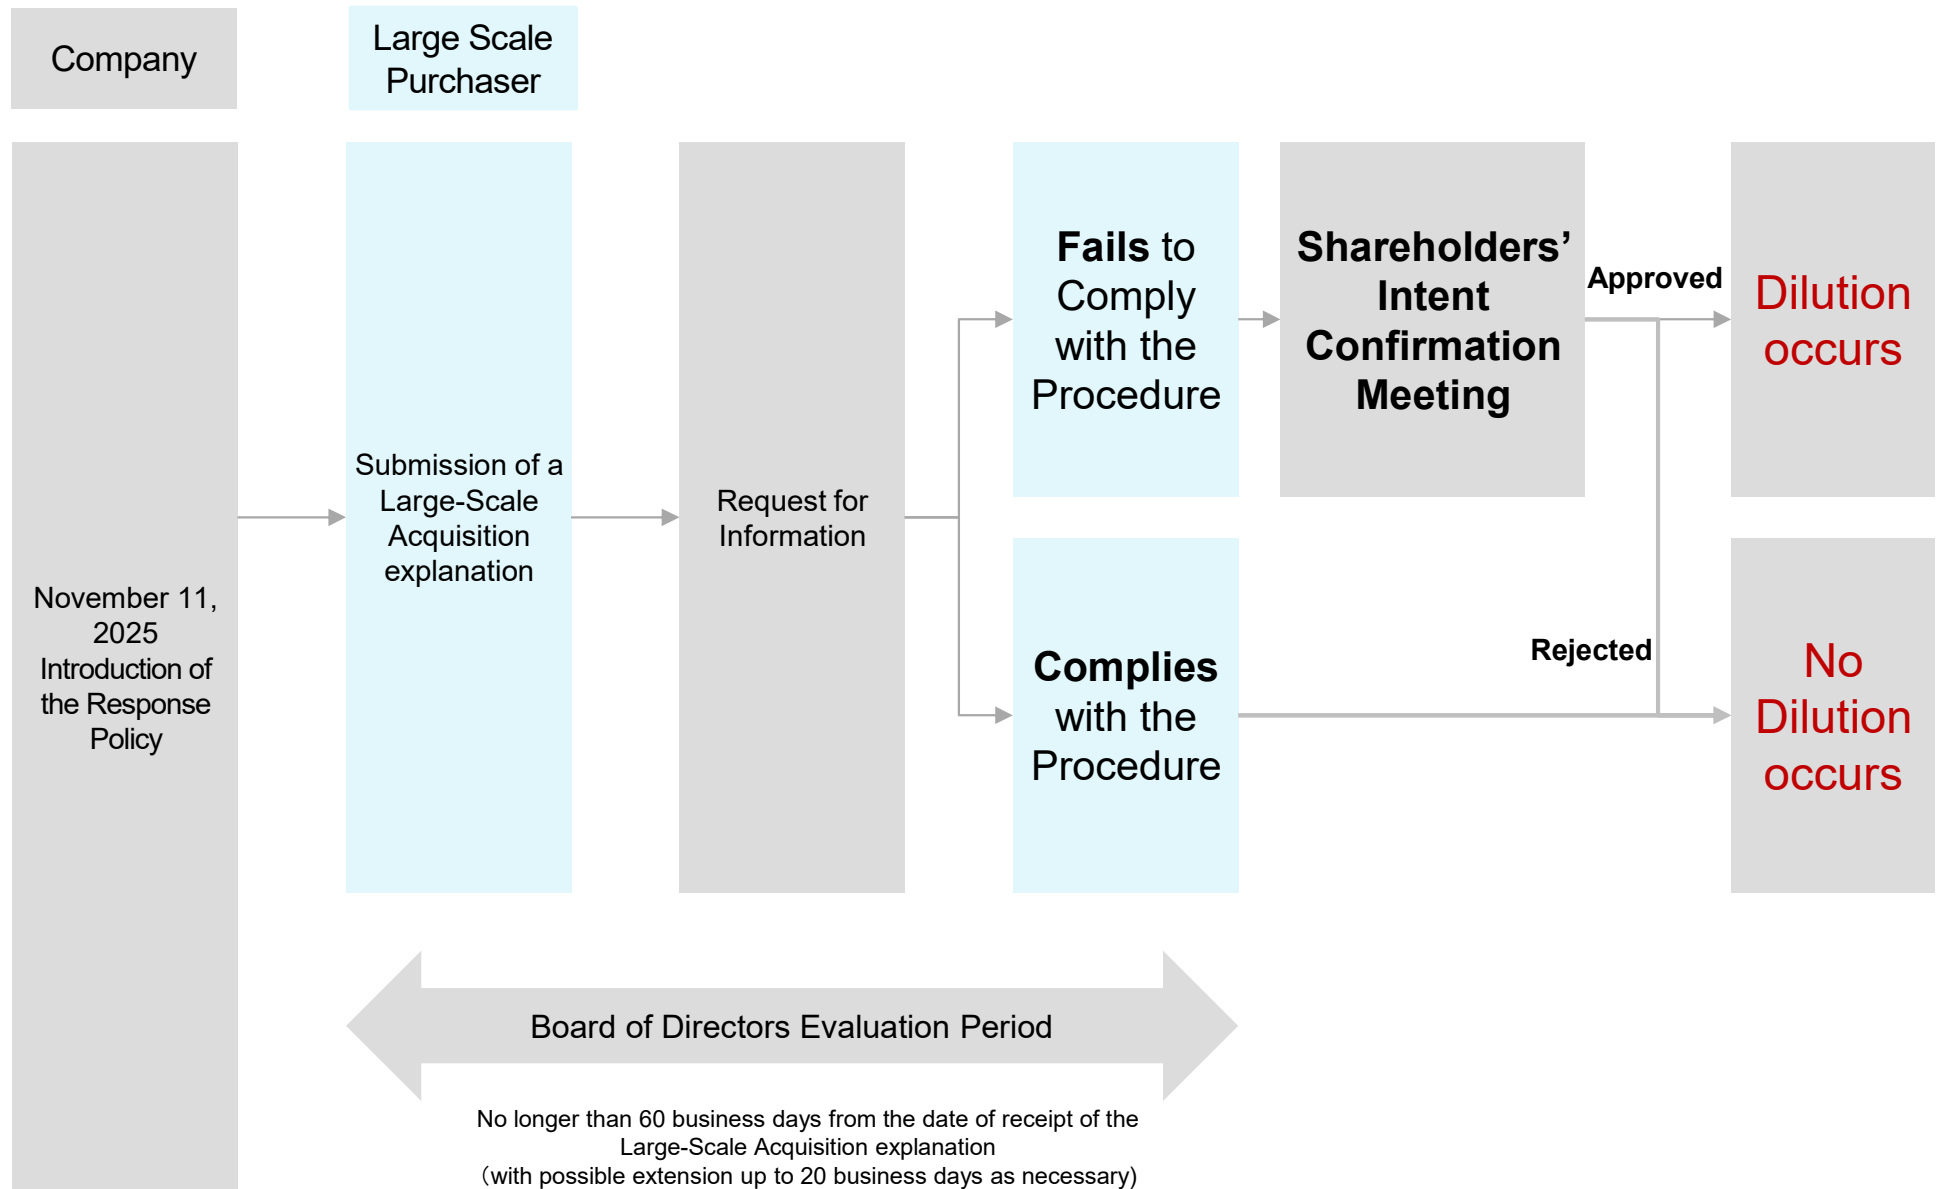 Company
Large Scale
Purchaser
November 11,
2025
Introduction of
the Response
Policy
Submission of a
Large-Scale
Acquisition
explanation
Request for
Information
Fails to
Comply
with the
Procedure
Shareholders’
Intent
Confirmation
Meeting
Approved
Dilution
occurs
Complies
with the
Procedure
Rejected
No
Dilution
occurs
Board of Directors Evaluation Period
No longer than 60 business days from the date of receipt of the
Large-Scale Acquisition explanation
（with possible extension up to 20 business days as necessary)